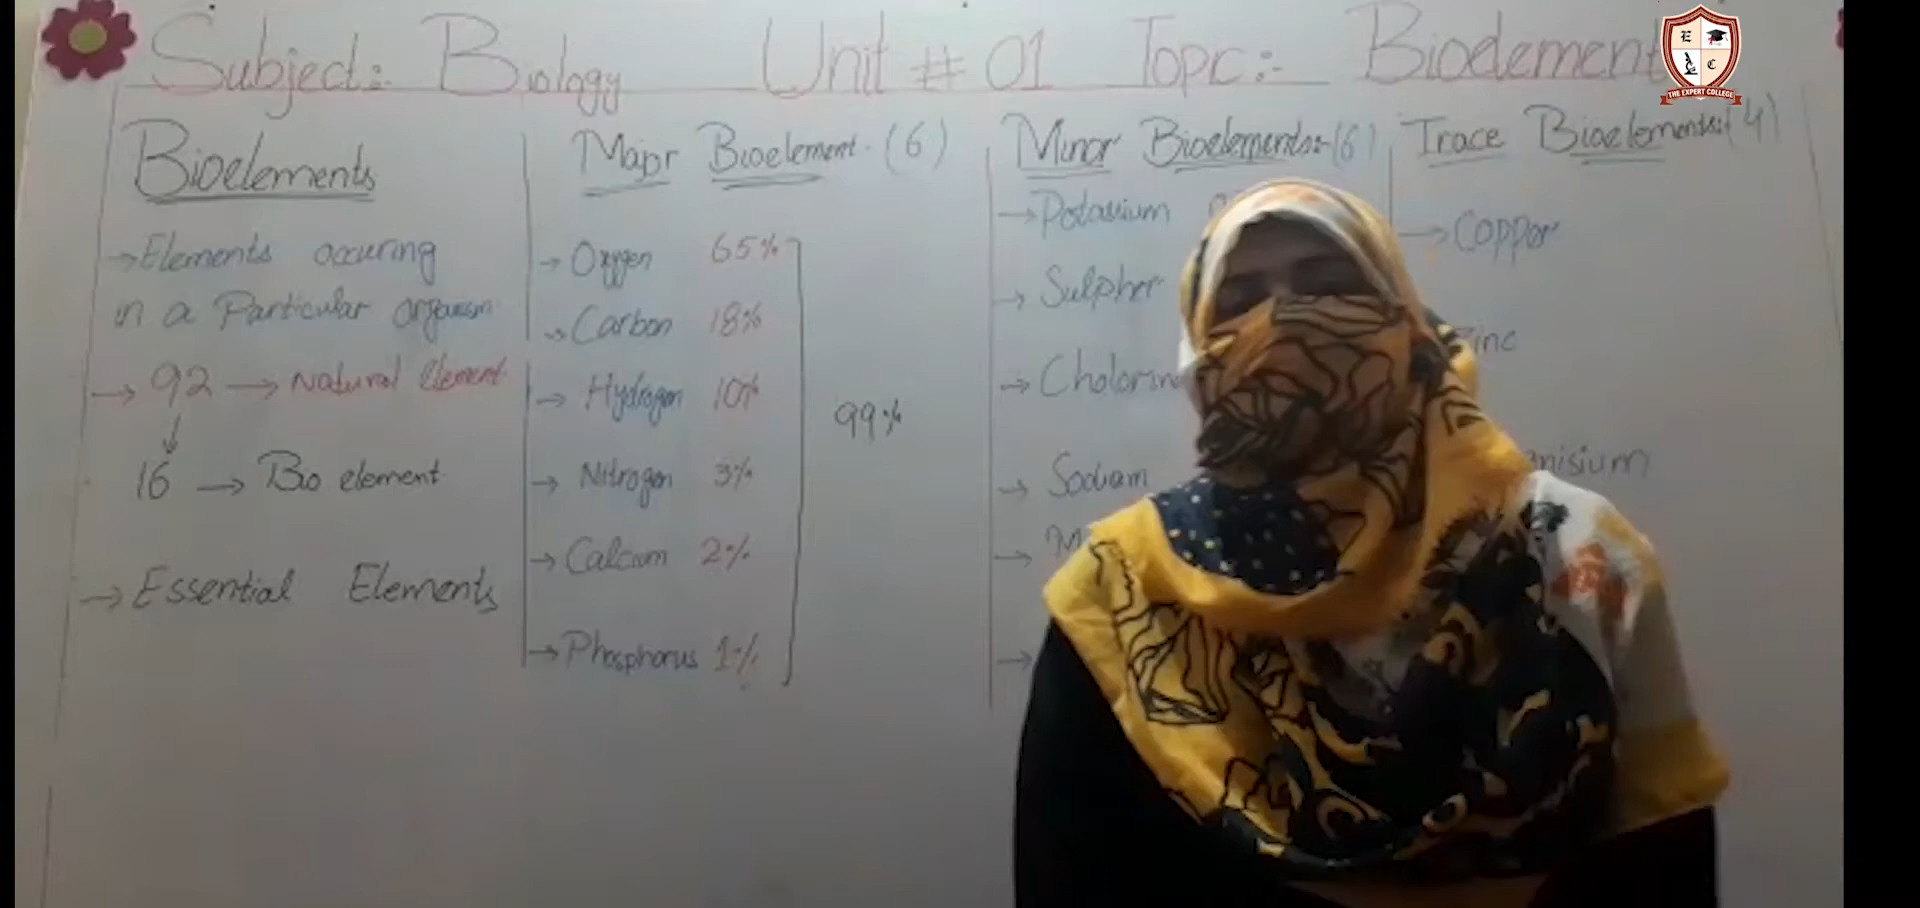 Subject:- Biology Unit # 01 Topic:- Bioelement
E C
THE EXPERT COLLEGE
Bioelements
→ Elements occuring
in a Particular organism
→ 92 → Natural Element
↓
16 → Bio element
→ Essential Elements
Major Bioelement. (6)
→ Oxygen 65%
→ Carbon 18%
→ Hydrogen 10%
→ Nitrogen 3%
→ Calcium 2%
→ Phosphorus 1%
99%
Minor Bioelements:- (6)
→ Potassium
→ Sulpher
→
→ Sodium
→
→
Trace Bioelements: (4)
→ Copper